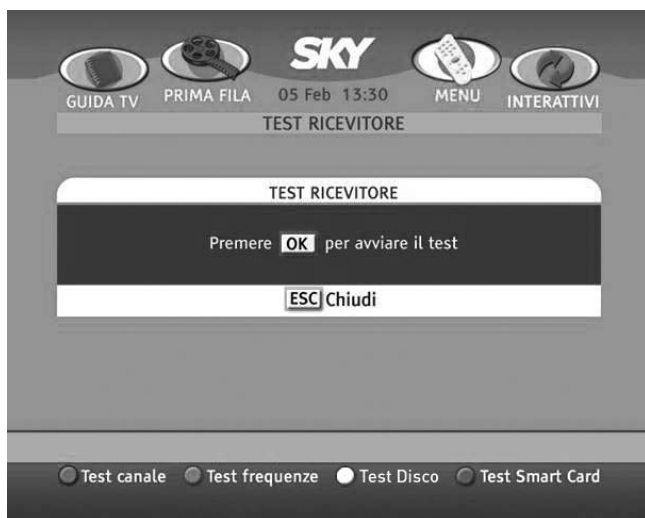 SKY
GUIDA TV PRIMA FILA 05 Feb 13:30 MENU INTERATTIVI
TEST RICEVITORE
TEST RICEVITORE
Premere OK per avviare il test
ESC Chiudi
Test canale Test frequenze Test Disco Test Smart Card